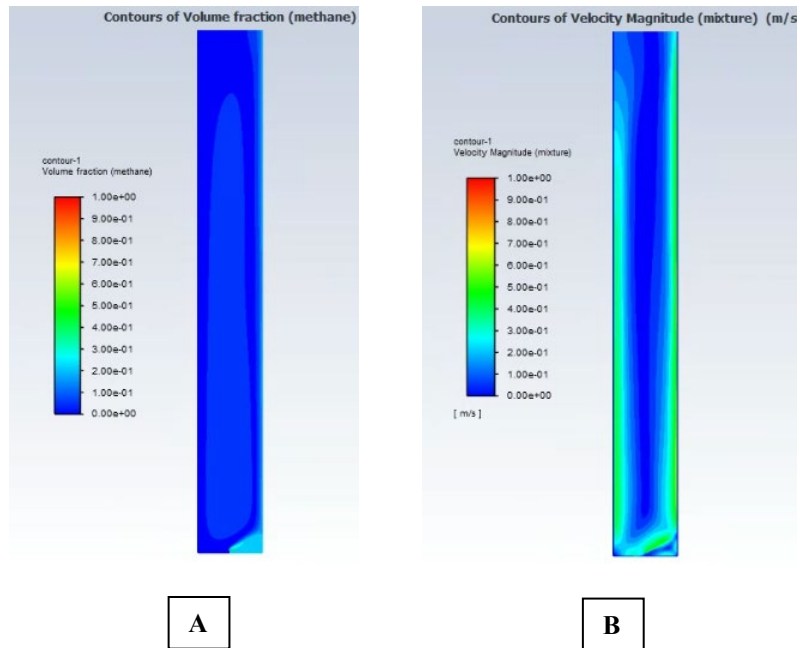 Contours of Volume fraction (methane)
contour-1
Volume fraction (methane)
1.00e+00
9.00e-01
8.00e-01
7.00e-01
6.00e-01
5.00e-01
4.00e-01
3.00e-01
2.00e-01
1.00e-01
0.00e+00
A
Contours of Velocity Magnitude (mixture) (m/s
contour-1
Velocity Magnitude (mixture)
1.00e+00
9.00e-01
8.00e-01
7.00e-01
6.00e-01
5.00e-01
4.00e-01
3.00e-01
2.00e-01
1.00e-01
0.00e+00
[ m/s ]
B